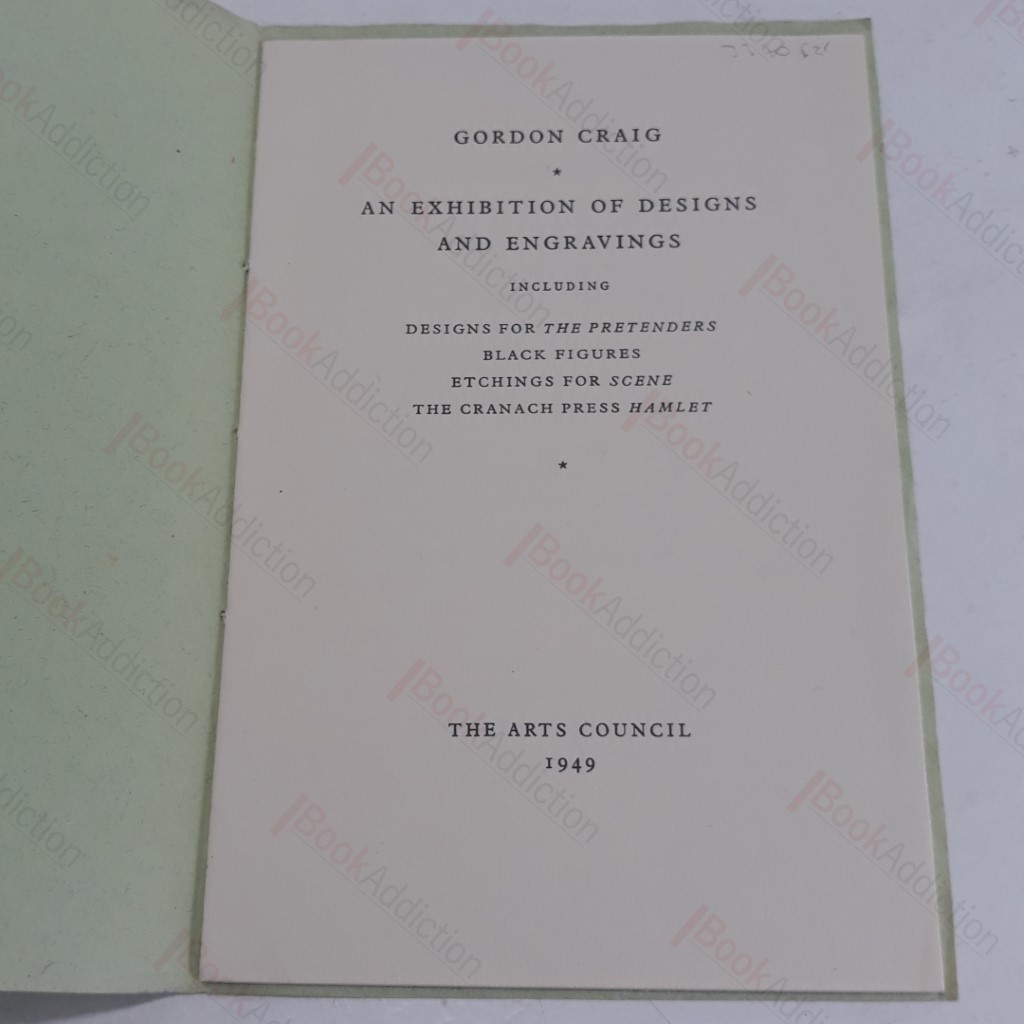 GORDON CRAIG
★
AN EXHIBITION OF DESIGNS
AND ENGRAVINGS
INCLUDING
DESIGNS FOR THE PRETENDERS
BLACK FIGURES
ETCHINGS FOR SCENE
THE CRANACH PRESS HAMLET
★
THE ARTS COUNCIL
1949
BookAddiction